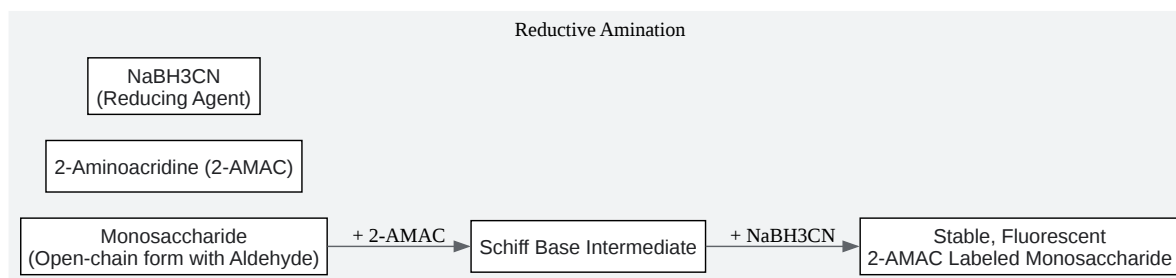 Reductive Amination
NaBH3CN
(Reducing Agent)
2-Aminoacridine (2-AMAC)
Monosaccharide
(Open-chain form with Aldehyde)
+ 2-AMAC
Schiff Base Intermediate
+ NaBH3CN
Stable, Fluorescent
2-AMAC Labeled Monosaccharide